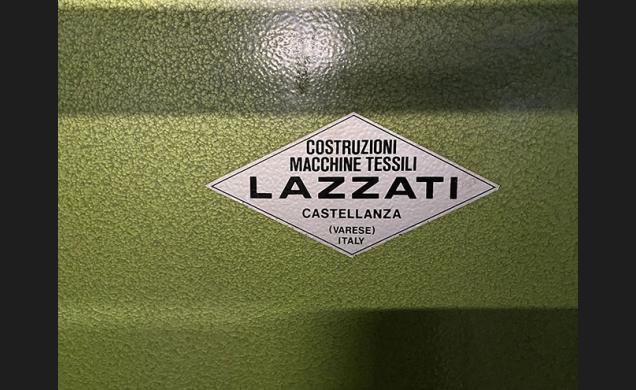 COSTRUZIONI
MACCHINE TESSILI
LAZZATI
CASTELLANZA
(VARESE)
ITALY